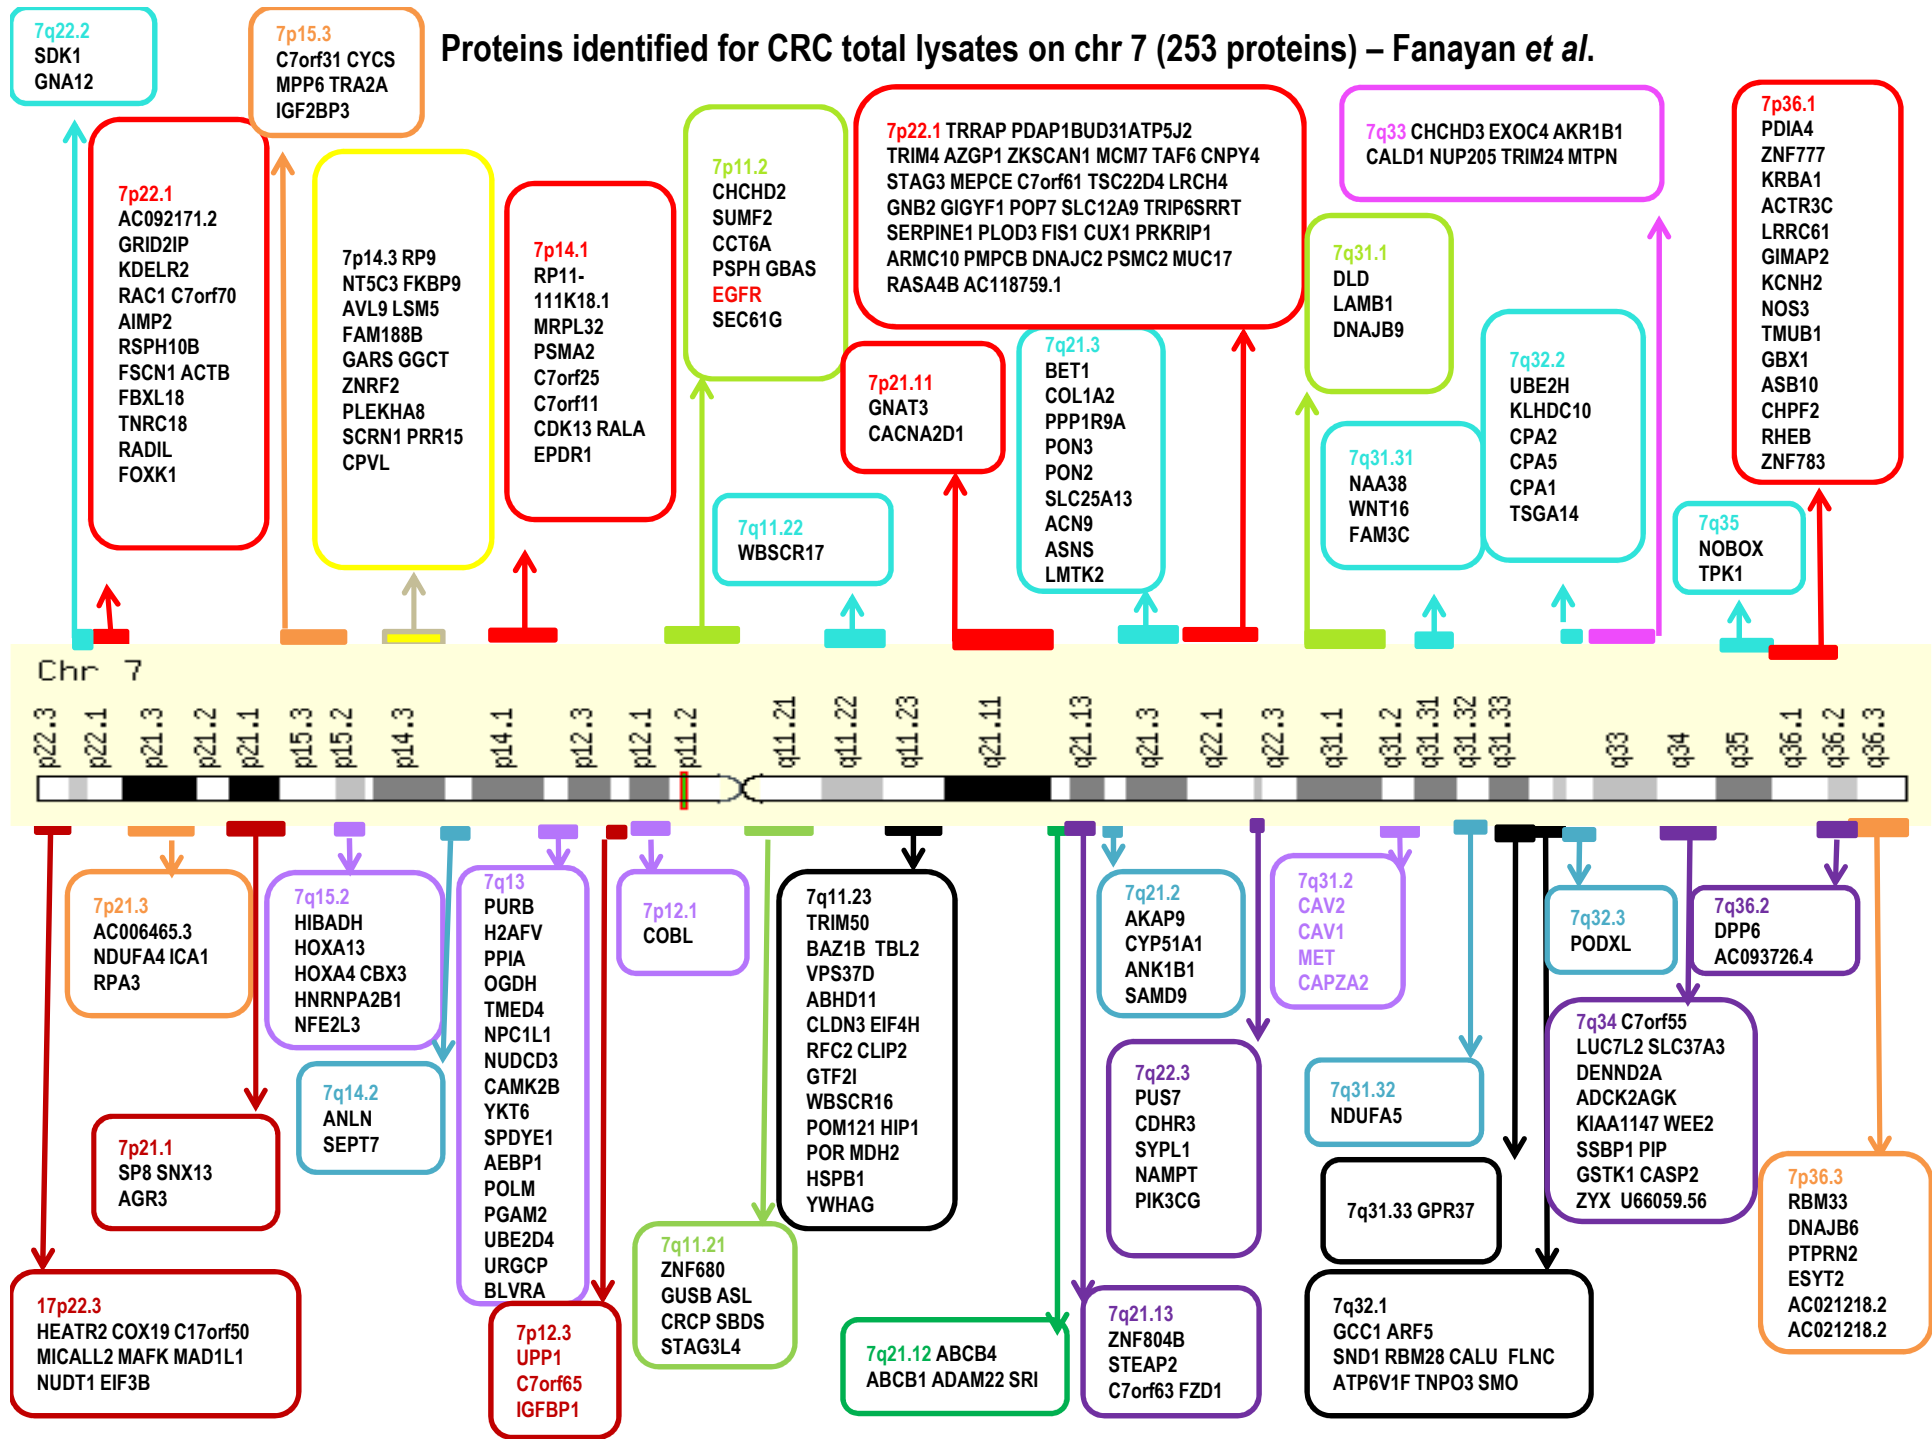 Proteins identified for CRC total lysates on chr 7 (253 proteins) – Fanayan et al.
7q22.2
SDK1
GNA12
7p15.3
C7orf31 CYCS
MPP6 TRA2A
IGF2BP3
7p22.1
AC092171.2
GRID2IP
KDELR2
RAC1 C7orf70
AIMP2
RSPH10B
FSCN1 ACTB
FBXL18
TNRC18
RADIL
FOXK1
7p14.3 RP9
NT5C3 FKBP9
AVL9 LSM5
FAM188B
GARS GGCT
ZNRF2
PLEKHA8
SCRN1 PRR15
CPVL
7p14.1
RP11-
111K18.1
MRPL32
PSMA2
C7orf25
C7orf11
CDK13 RALA
EPDR1
7p11.2
CHCHD2
SUMF2
CCT6A
PSPH GBAS
EGFR
SEC61G
7q11.22
WBSCR17
7p22.1 TRRAP PDAP1BUD31ATP5J2
TRIM4 AZGP1 ZKSCAN1 MCM7 TAF6 CNPY4
STAG3 MEPCE C7orf61 TSC22D4 LRCH4
GNB2 GIGYF1 POP7 SLC12A9 TRIP6SRRT
SERPINE1 PLOD3 FIS1 CUX1 PRKRIP1
ARMC10 PMPCB DNAJC2 PSMC2 MUC17
RASA4B AC118759.1
7p21.11
GNAT3
CACNA2D1
7q21.3
BET1
COL1A2
PPP1R9A
PON3
PON2
SLC25A13
ACN9
ASNS
LMTK2
7q33 CHCHD3 EXOC4 AKR1B1
CALD1 NUP205 TRIM24 MTPN
7q31.1
DLD
LAMB1
DNAJB9
7q31.31
NAA38
WNT16
FAM3C
7q32.2
UBE2H
KLHDC10
CPA2
CPA5
CPA1
TSGA14
7q35
NOBOX
TPK1
7p36.1
PDIA4
ZNF777
KRBA1
ACTR3C
LRRC61
GIMAP2
KCNH2
NOS3
TMUB1
GBX1
ASB10
CHPF2
RHEB
ZNF783
Chr 7
p22.3
p22.1
p21.3
p21.2
p21.1
p15.3
p15.2
p14.3
p14.1
p12.3
p12.1
p11.2
q11.21
q11.22
q11.23
q21.11
q21.13
q21.3
q22.1
q22.3
q31.1
q31.2
q31.31
q31.32
q31.33
q33
q34
q35
q36.1
q36.2
q36.3
7p21.3
AC006465.3
NDUFA4 ICA1
RPA3
7p21.1
SP8 SNX13
AGR3
17p22.3
HEATR2 COX19 C17orf50
MICALL2 MAFK MAD1L1
NUDT1 EIF3B
7q15.2
HIBADH
HOXA13
HOXA4 CBX3
HNRNPA2B1
NFE2L3
7q14.2
ANLN
SEPT7
7q13
PURB
H2AFV
PPIA
OGDH
TMED4
NPC1L1
NUDCD3
CAMK2B
YKT6
SPDYE1
AEBP1
POLM
PGAM2
UBE2D4
URGCP
BLVRA
7p12.3
UPP1
C7orf65
IGFBP1
7p12.1
COBL
7q11.21
ZNF680
GUSB ASL
CRCP SBDS
STAG3L4
7q11.23
TRIM50
BAZ1B TBL2
VPS37D
ABHD11
CLDN3 EIF4H
RFC2 CLIP2
GTF2I
WBSCR16
POM121 HIP1
POR MDH2
HSPB1
YWHAG
7q21.12 ABCB4
ABCB1 ADAM22 SRI
7q21.2
AKAP9
CYP51A1
ANK1B1
SAMD9
7q22.3
PUS7
CDHR3
SYPL1
NAMPT
PIK3CG
7q21.13
ZNF804B
STEAP2
C7orf63 FZD1
7q31.2
CAV2
CAV1
MET
CAPZA2
7q31.32
NDUFA5
7q31.33 GPR37
7q32.1
GCC1 ARF5
SND1 RBM28 CALU FLNC
ATP6V1F TNPO3 SMO
7q32.3
PODXL
7q34 C7orf55
LUC7L2 SLC37A3
DENND2A
ADCK2AGK
KIAA1147 WEE2
SSBP1 PIP
GSTK1 CASP2
ZYX U66059.56
7q36.2
DPP6
AC093726.4
7p36.3
RBM33
DNAJB6
PTPRN2
ESYT2
AC021218.2
AC021218.2